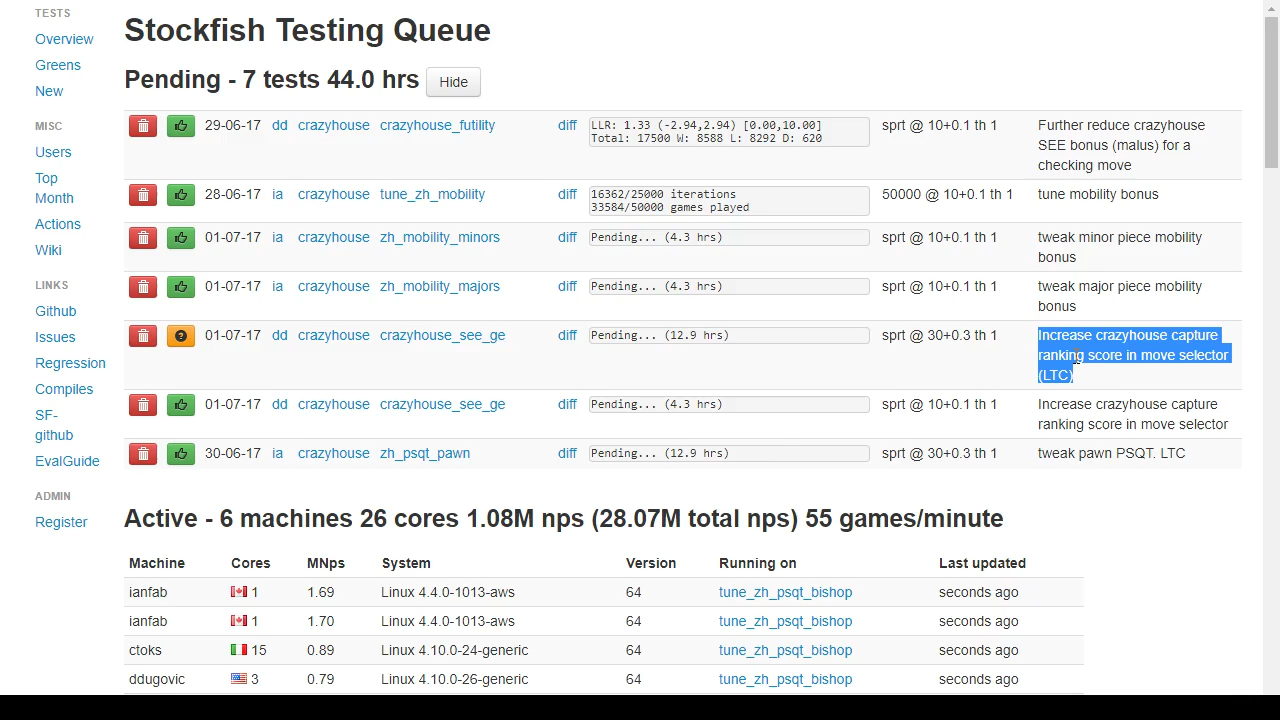 TESTS
Overview
Greens
New
MISC
Users
Top
Month
Actions
Wiki
LINKS
Github
Issues
Regression
Compiles
SF-
github
EvalGuide
ADMIN
Register
Stockfish Testing Queue
Pending - 7 tests 44.0 hrs Hide
29-06-17 dd crazyhouse crazyhouse_futility diff LLR: 1.33 (-2.94,2.94) [0.00,10.00] sprt @ 10+0.1 th 1 Further reduce crazyhouse
Total: 17500 W: 8588 L: 8292 D: 620 SEE bonus (malus) for a
checking move
28-06-17 ia crazyhouse tune_zh_mobility diff 16362/25000 iterations 50000 @ 10+0.1 th 1 tune mobility bonus
33584/50000 games played
01-07-17 ia crazyhouse zh_mobility_minors diff Pending... (4.3 hrs) sprt @ 10+0.1 th 1 tweak minor piece mobility
bonus
01-07-17 ia crazyhouse zh_mobility_majors diff Pending... (4.3 hrs) sprt @ 10+0.1 th 1 tweak major piece mobility
bonus
? 01-07-17 dd crazyhouse crazyhouse_see_ge diff Pending... (12.9 hrs) sprt @ 30+0.3 th 1 Increase crazyhouse capture
ranking score in move selector
(LTC)
01-07-17 dd crazyhouse crazyhouse_see_ge diff Pending... (4.3 hrs) sprt @ 10+0.1 th 1 Increase crazyhouse capture
ranking score in move selector
30-06-17 ia crazyhouse zh_psqt_pawn diff Pending... (12.9 hrs) sprt @ 30+0.3 th 1 tweak pawn PSQT. LTC
Active - 6 machines 26 cores 1.08M nps (28.07M total nps) 55 games/minute
Machine Cores MNps System Version Running on Last updated
ianfab 1 1.69 Linux 4.4.0-1013-aws 64 tune_zh_psqt_bishop seconds ago
ianfab 1 1.70 Linux 4.4.0-1013-aws 64 tune_zh_psqt_bishop seconds ago
ctoks 15 0.89 Linux 4.10.0-24-generic 64 tune_zh_psqt_bishop seconds ago
ddugovic 3 0.79 Linux 4.10.0-26-generic 64 tune_zh_psqt_bishop seconds ago